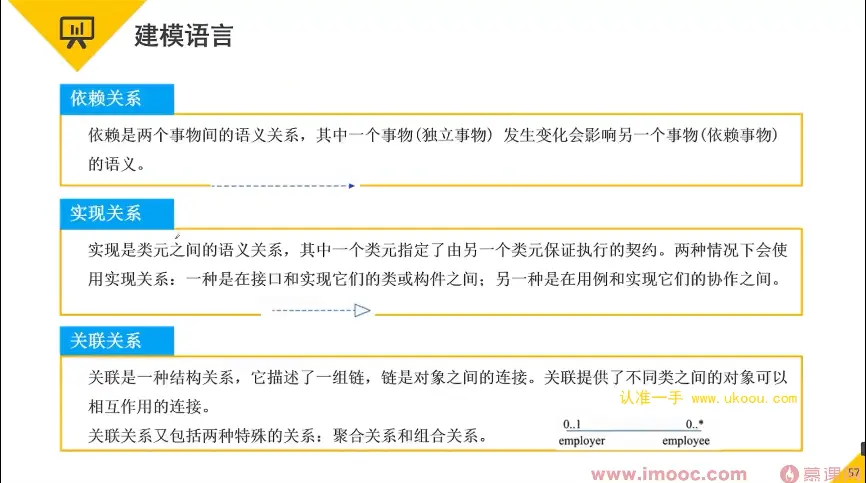 建模语言
依赖关系
依赖是两个事物间的语义关系，其中一个事物(独立事物) 发生变化会影响另一个事物(依赖事物)
的语义。
实现关系
实现是类元之间的语义关系，其中一个类元指定了由另一个类元保证执行的契约。两种情况下会使
用实现关系：一种是在接口和实现它们的类或构件之间；另一种是在用例和实现它们的协作之间。
关联关系
关联是一种结构关系，它描述了一组链，链是对象之间的连接。关联提供了不同类之间的对象可以
相互作用的连接。
认准一手 www.ukoou.com
关联关系又包括两种特殊的关系：聚合关系和组合关系。
0..1 0..*
employer employee
www.imooc.com 慕课
57